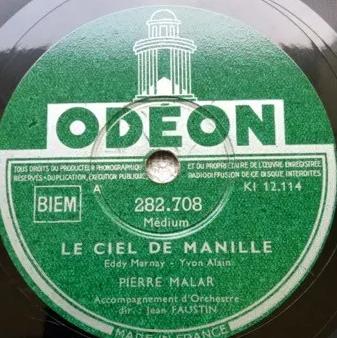 ODÉON
TOUS DROITS DU PRODUCTEUR PHONOGRAPHIQUE ET DU PROPRIÉTAIRE DE L'ŒUVRE ENREGISTRÉE
RÉSERVÉS - DUPLICATION, EXÉCUTION PUBLIQUE, RADIODIFFUSION DE CE DISQUE INTERDITES
A
KI 12.114
BIEM
282.708
Médium
LE CIEL DE MANILLE
Eddy Marnay - Yvon Alain
PIERRE MALAR
Accompagnement d'Orchestre
dir. : Jean FAUSTIN
MADE IN FRANCE